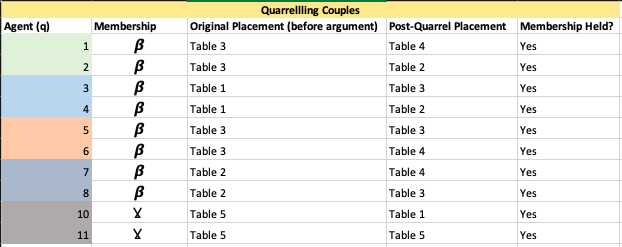 Quarrellling Couples
Agent (q) Membership Original Placement (before argument) Post-Quarrel Placement Membership Held?
1 β Table 3 Table 4 Yes
2 β Table 3 Table 2 Yes
3 β Table 1 Table 3 Yes
4 β Table 1 Table 2 Yes
5 β Table 3 Table 3 Yes
6 β Table 3 Table 4 Yes
7 β Table 2 Table 4 Yes
8 β Table 2 Table 3 Yes
10 Table 5 Table 1 Yes
11 Table 5 Table 5 Yes